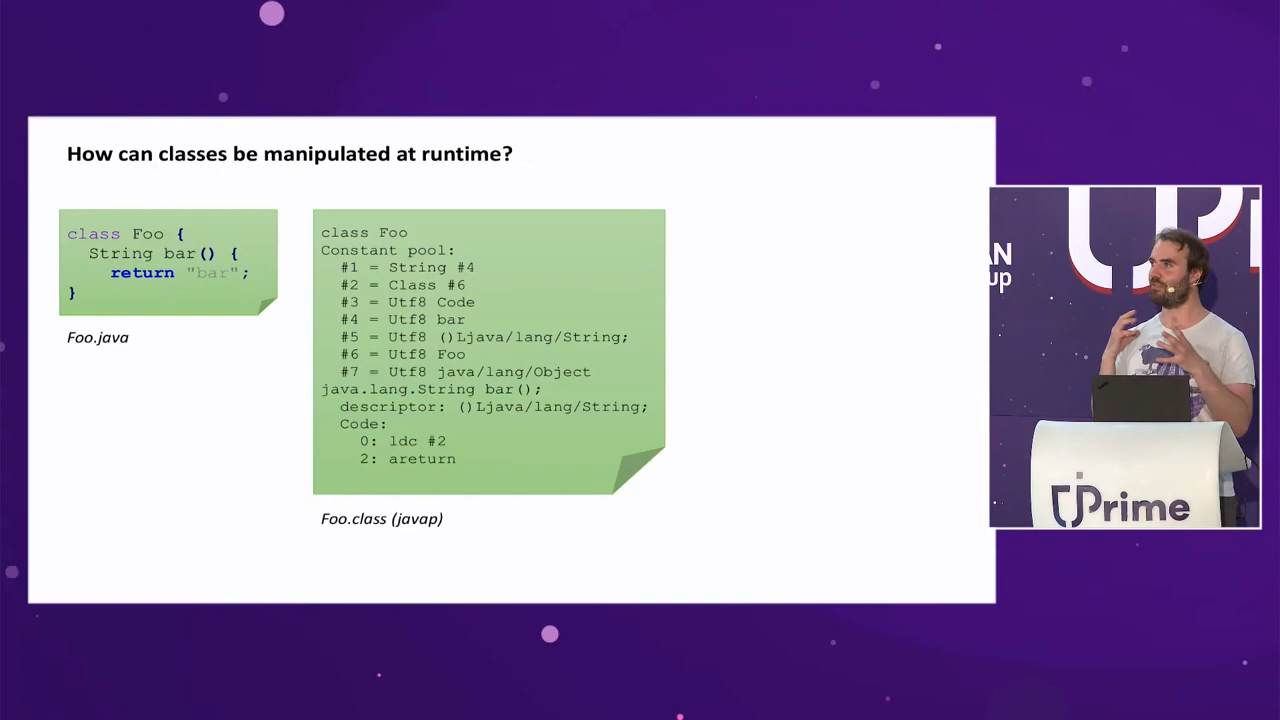 How can classes be manipulated at runtime?
class Foo {
String bar() {
return "bar";
}
Foo.java
class Foo
Constant pool:
#1 = String #4
#2 = Class #6
#3 = Utf8 Code
#4 = Utf8 bar
#5 = Utf8 ()Ljava/lang/String;
#6 = Utf8 Foo
#7 = Utf8 java/lang/Object
java.lang.String bar();
descriptor: ()Ljava/lang/String;
Code:
0: ldc #2
2: areturn
Foo.class (javap)
Prime